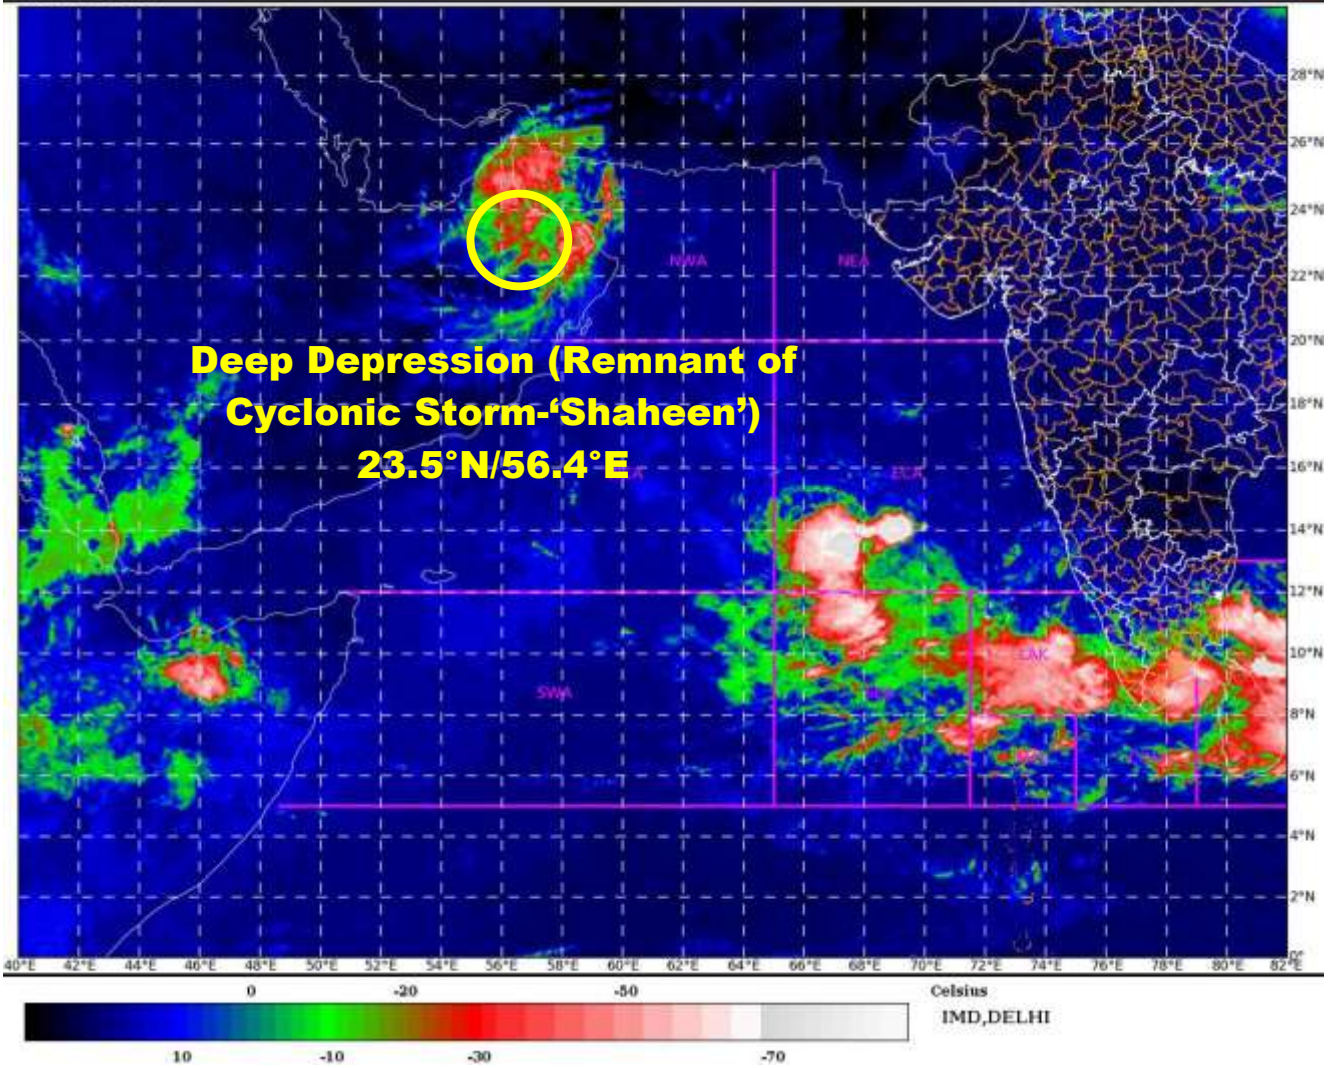 28°N
26°N
24°N
NWA NEA
22°N
20°N
Deep Depression (Remnant of
Cyclonic Storm-‘Shaheen’)
18°N
23.5°N/56.4°E
16°N
ECA
14°N
12°N
10°N
LAK
SWA
8°N
6°N
4°N
2°N
0°
40°E 42°E 44°E 46°E 48°E 50°E 52°E 54°E 56°E 58°E 60°E 62°E 64°E 66°E 68°E 70°E 72°E 74°E 76°E 78°E 80°E 82°E
0 -20 -50 Celsius
IMD,DELHI
10 -10 -30 -70